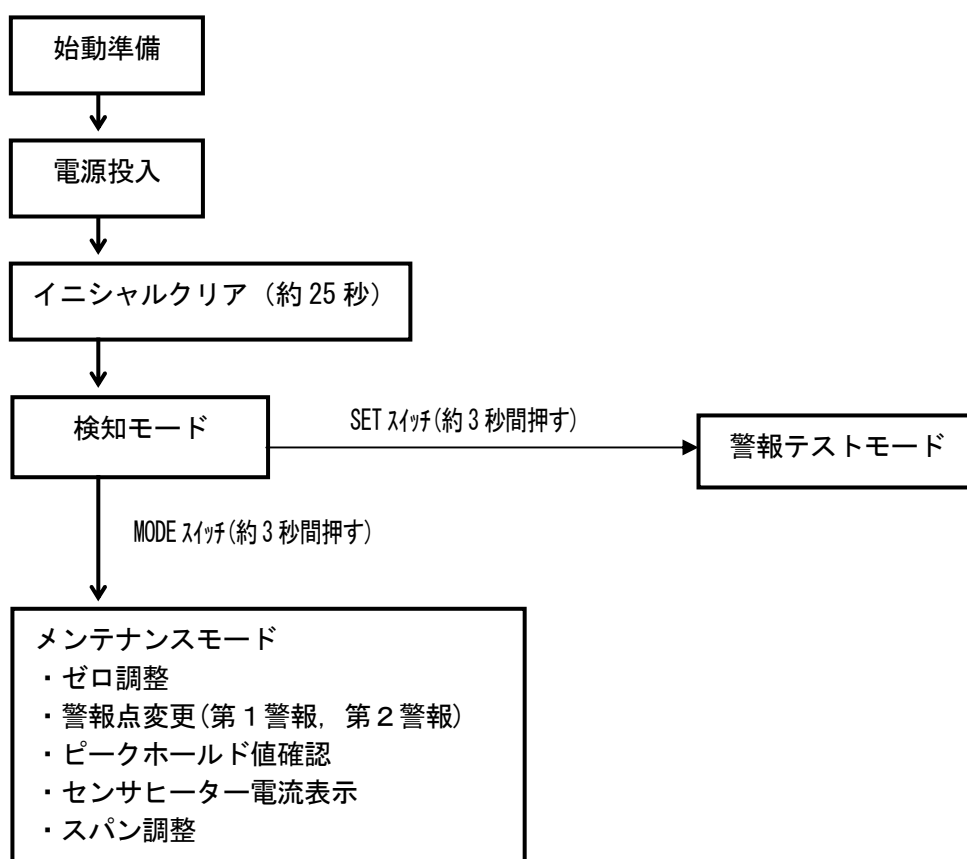 始動準備
電源投入
イニシャルクリア（約 25 秒）
検知モード
SET ｽｲｯﾁ(約 3 秒間押す)
警報テストモード
MODE ｽｲｯﾁ(約 3 秒間押す)
メンテナンスモード
・ゼロ調整
・警報点変更(第１警報, 第２警報)
・ピークホールド値確認
・センサヒーター電流表示
・スパン調整